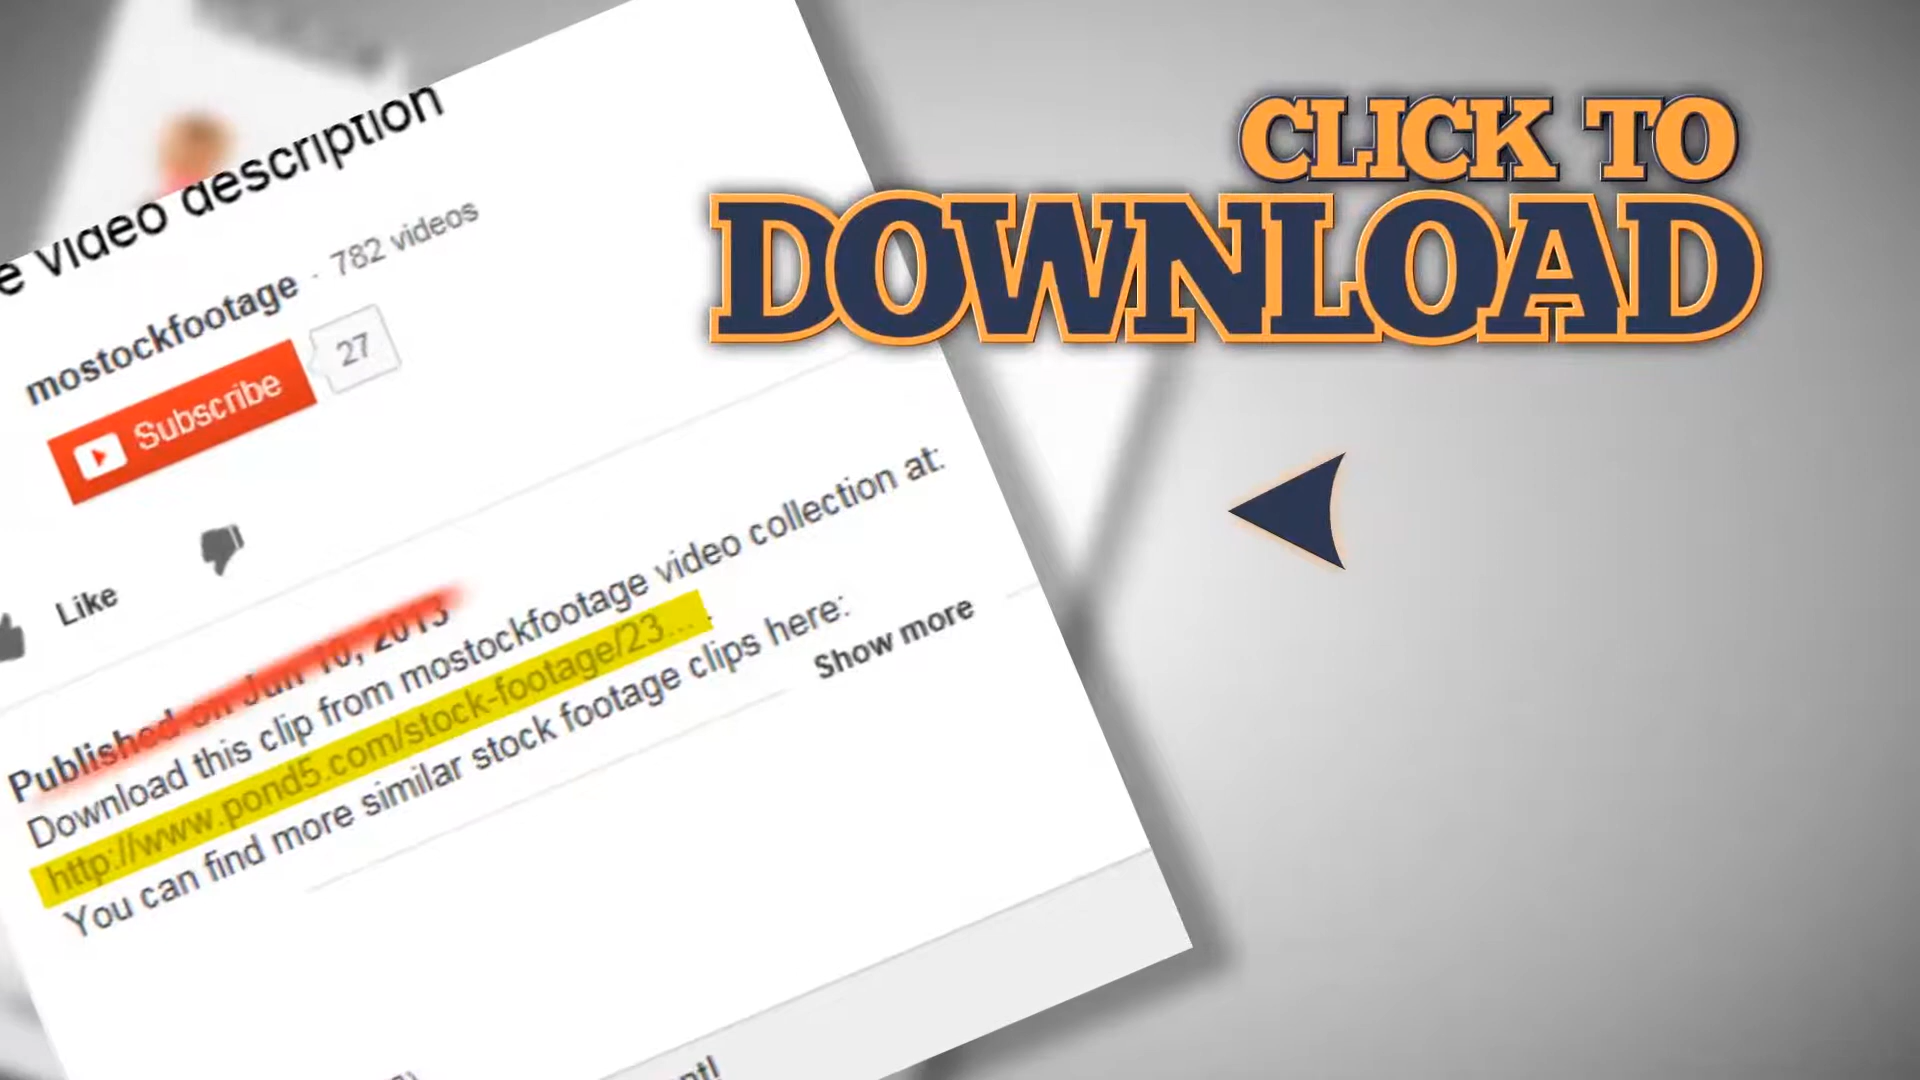 CLICK TO
DOWNLOAD
e video description
mostockfootage · 782 videos
Subscribe 27
Like
Published on Jun 10, 2013
Download this clip from mostockfootage video collection at:
http://www.pond5.com/stock-footage/23... .
You can find more similar stock footage clips here:
Show more